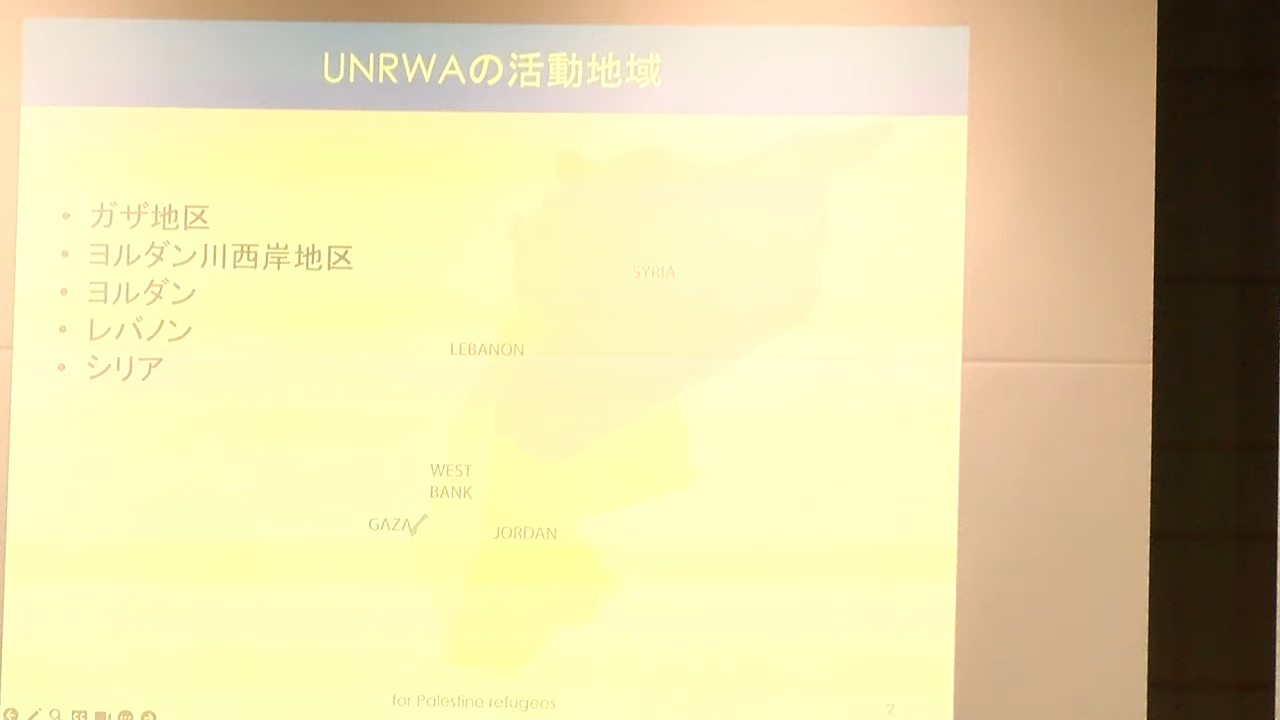 UNRWAの活動地域
• ガザ地区
• ヨルダン川西岸地区
• ヨルダン
• レバノン
• シリア
SYRIA
LEBANON
WEST
BANK
GAZA
JORDAN
for Palestine refugees
2